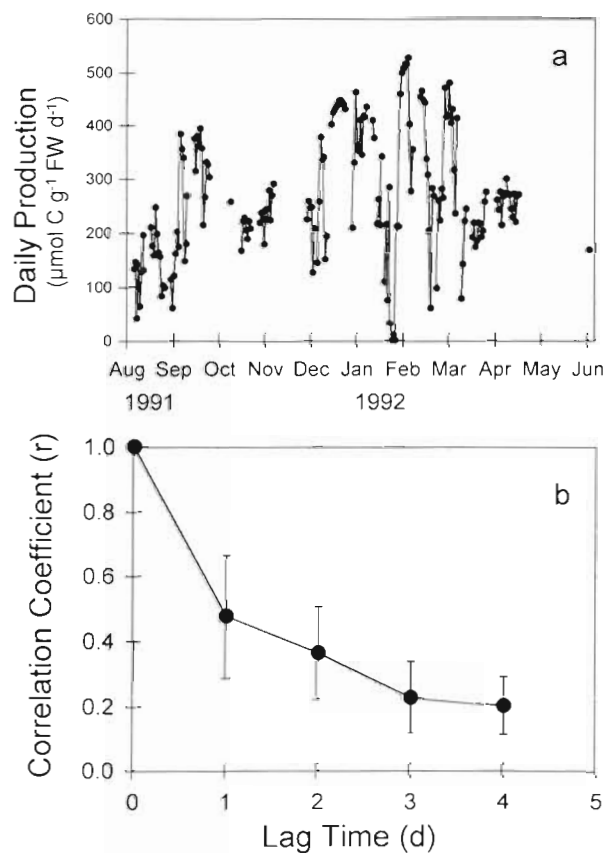 a
Daily Production
(µmol C g⁻¹ FW d⁻¹)
600
500
400
300
200
100
0
Aug Sep Oct Nov Dec Jan Feb Mar Apr May Jun
1991 1992
b
Correlation Coefficient (r)
1.0
0.8
0.6
0.4
0.2
0.0
0 1 2 3 4 5
Lag Time (d)